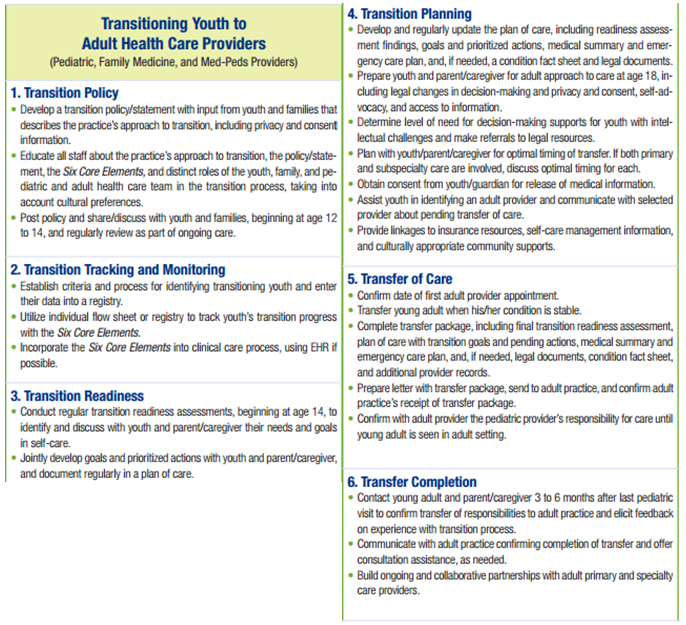 Transitioning Youth to
Adult Health Care Providers
(Pediatric, Family Medicine, and Med-Peds Providers)
1. Transition Policy
• Develop a transition policy/statement with input from youth and families that
describes the practice's approach to transition, including privacy and consent
information.
• Educate all staff about the practice's approach to transition, the policy/state-
ment, the Six Core Elements, and distinct roles of the youth, family, and pe-
diatric and adult health care team in the transition process, taking into
account cultural preferences.
• Post policy and share/discuss with youth and families, beginning at age 12
to 14, and regularly review as part of ongoing care.
2. Transition Tracking and Monitoring
• Establish criteria and process for identifying transitioning youth and enter
their data into a registry.
• Utilize individual flow sheet or registry to track youth's transition progress
with the Six Core Elements.
• Incorporate the Six Core Elements into clinical care process, using EHR if
possible.
3. Transition Readiness
• Conduct regular transition readiness assessments, beginning at age 14, to
identify and discuss with youth and parent/caregiver their needs and goals
in self-care.
• Jointly develop goals and prioritized actions with youth and parent/caregiver,
and document regularly in a plan of care.
4. Transition Planning
• Develop and regularly update the plan of care, including readiness assess-
ment findings, goals and prioritized actions, medical summary and emer-
gency care plan, and, if needed, a condition fact sheet and legal documents.
• Prepare youth and parent/caregiver for adult approach to care at age 18, in-
cluding legal changes in decision-making and privacy and consent, self-ad-
vocacy, and access to information.
• Determine level of need for decision-making supports for youth with intel-
lectual challenges and make referrals to legal resources.
• Plan with youth/parent/caregiver for optimal timing of transfer. If both primary
and subspecialty care are involved, discuss optimal timing for each.
• Obtain consent from youth/guardian for release of medical information.
• Assist youth in identifying an adult provider and communicate with selected
provider about pending transfer of care.
• Provide linkages to insurance resources, self-care management information,
and culturally appropriate community supports.
5. Transfer of Care
• Confirm date of first adult provider appointment.
• Transfer young adult when his/her condition is stable.
• Complete transfer package, including final transition readiness assessment,
plan of care with transition goals and pending actions, medical summary and
emergency care plan, and, if needed, legal documents, condition fact sheet,
and additional provider records.
• Prepare letter with transfer package, send to adult practice, and confirm adult
practice's receipt of transfer package.
• Confirm with adult provider the pediatric provider's responsibility for care until
young adult is seen in adult setting.
6. Transfer Completion
• Contact young adult and parent/caregiver 3 to 6 months after last pediatric
visit to confirm transfer of responsibilities to adult practice and elicit feedback
on experience with transition process.
• Communicate with adult practice confirming completion of transfer and offer
consultation assistance, as needed.
• Build ongoing and collaborative partnerships with adult primary and specialty
care providers.